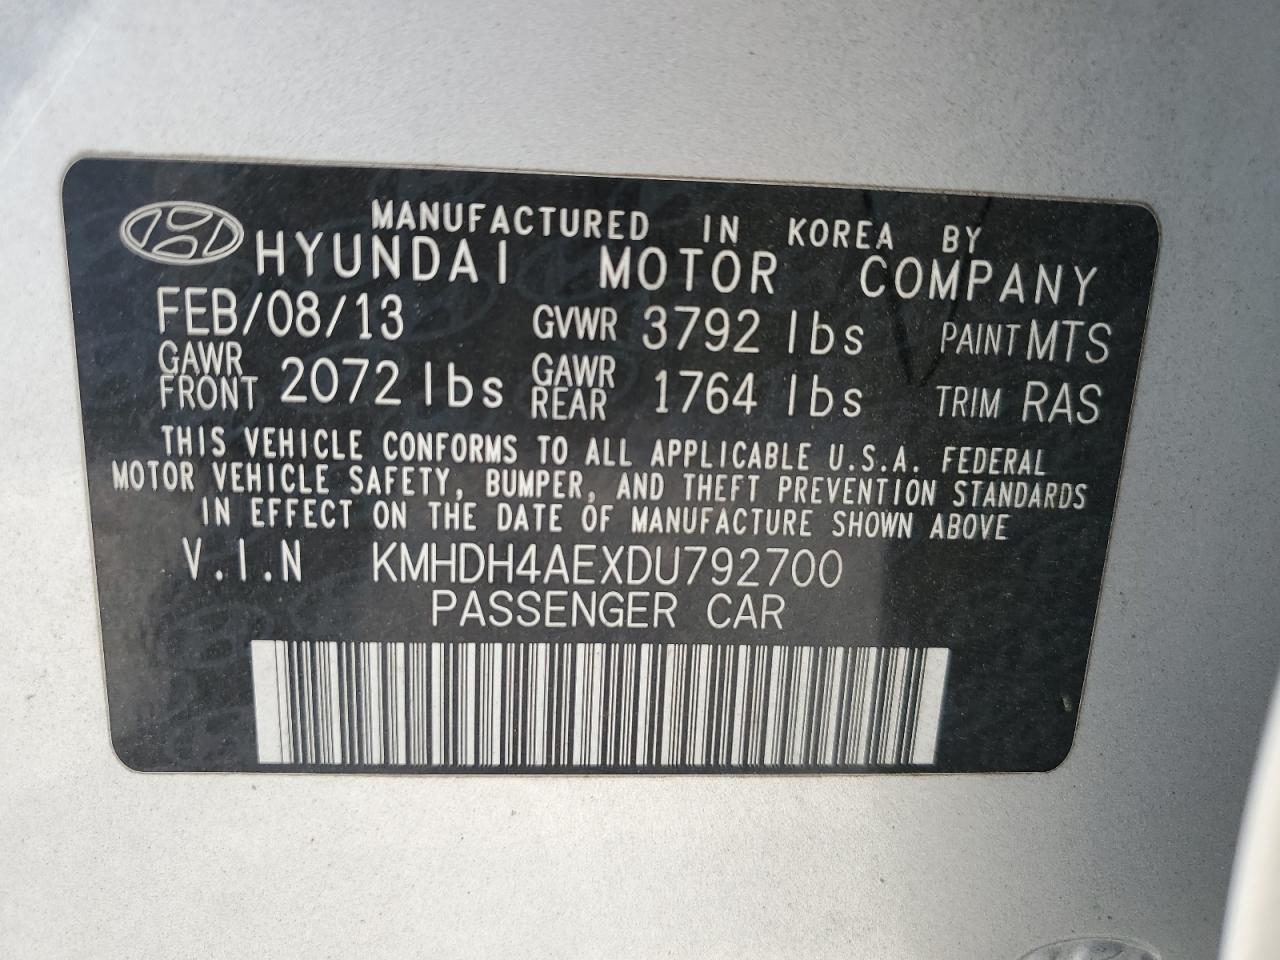 MANUFACTURED IN KOREA BY
HYUNDAI MOTOR COMPANY
FEB/08/13 GVWR 3792 lbs PAINT MTS
GAWR FRONT 2072 lbs GAWR REAR 1764 lbs TRIM RAS
THIS VEHICLE CONFORMS TO ALL APPLICABLE U.S.A. FEDERAL
MOTOR VEHICLE SAFETY, BUMPER, AND THEFT PREVENTION STANDARDS
IN EFFECT ON THE DATE OF MANUFACTURE SHOWN ABOVE
V.I.N KMHDH4AEXDU792700
PASSENGER CAR